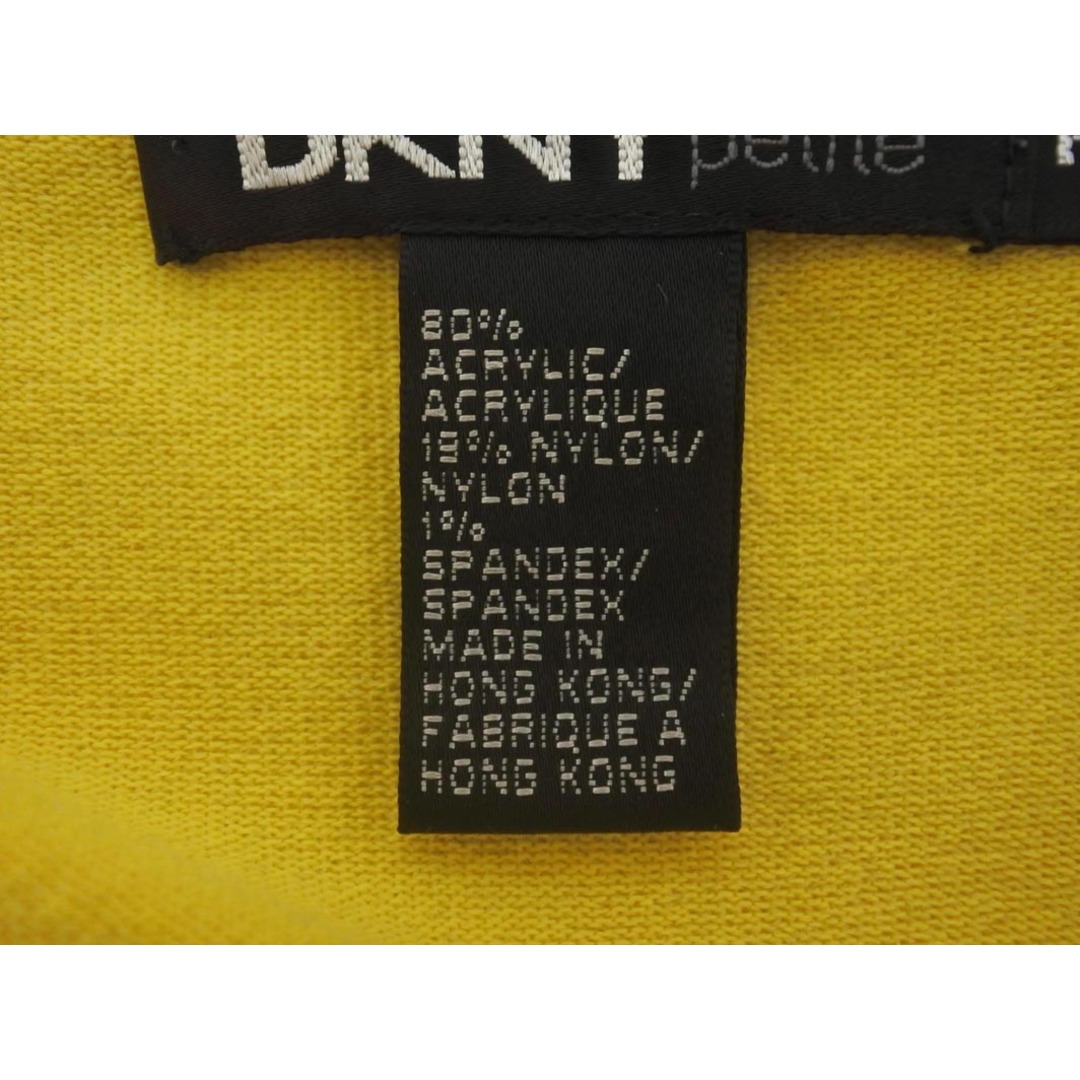 DKNY petite
80%
ACRYLIC/
ACRYLIQUE
19% NYLON/
NYLON
1%
SPANDEX/
SPANDEX
MADE IN
HONG KONG/
FABRIQUE A
HONG KONG